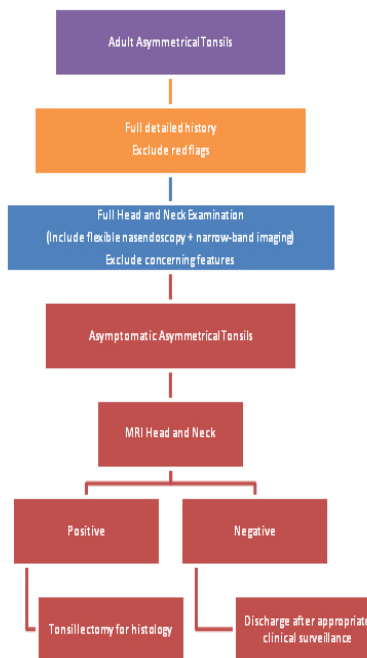 Adult Asymmetrical Tonsils
Full detailed history
Exclude red flags
Full Head and Neck Examination
(Include flexible nasendoscopy + narrow-band imaging)
Exclude concerning features
Asymptomatic Asymmetrical Tonsils
MRI Head and Neck
Positive
Negative
Tonsillectomy for histology
Discharge after appropriate
clinical surveillance